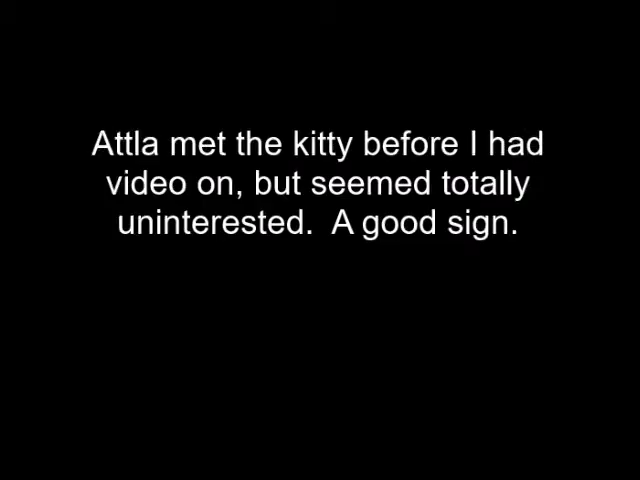 Attla met the kitty before I had
video on, but seemed totally
uninterested.  A good sign.